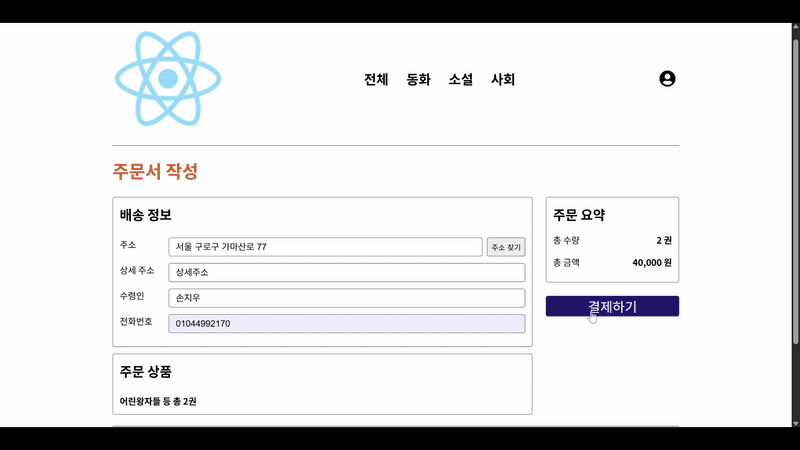 전체 동화 소설 사회
주문서 작성
배송 정보
주소 서울 구로구 가마산로 77 주소 찾기
상세 주소 상세주소
수령인 손지우
전화번호 01044992170
주문 상품
어린왕자들 등 총 2권
주문 요약
총 수량 2 권
총 금액 40,000 원
결제하기